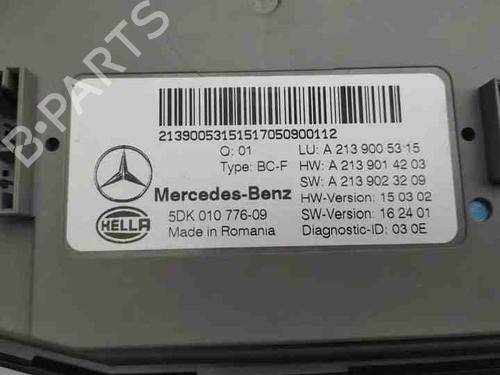 B-PARTS
21390053151517050900112
Q: 01 LU: A 213 900 53 15
Type: BC-F HW: A 213 901 42 03
Mercedes-Benz SW: A 213 902 32 09
HELLA 5DK 010 776-09 HW-Version: 15 03 02
Made in Romania SW-Version: 16 24 01
Diagnostic-ID: 03 0E